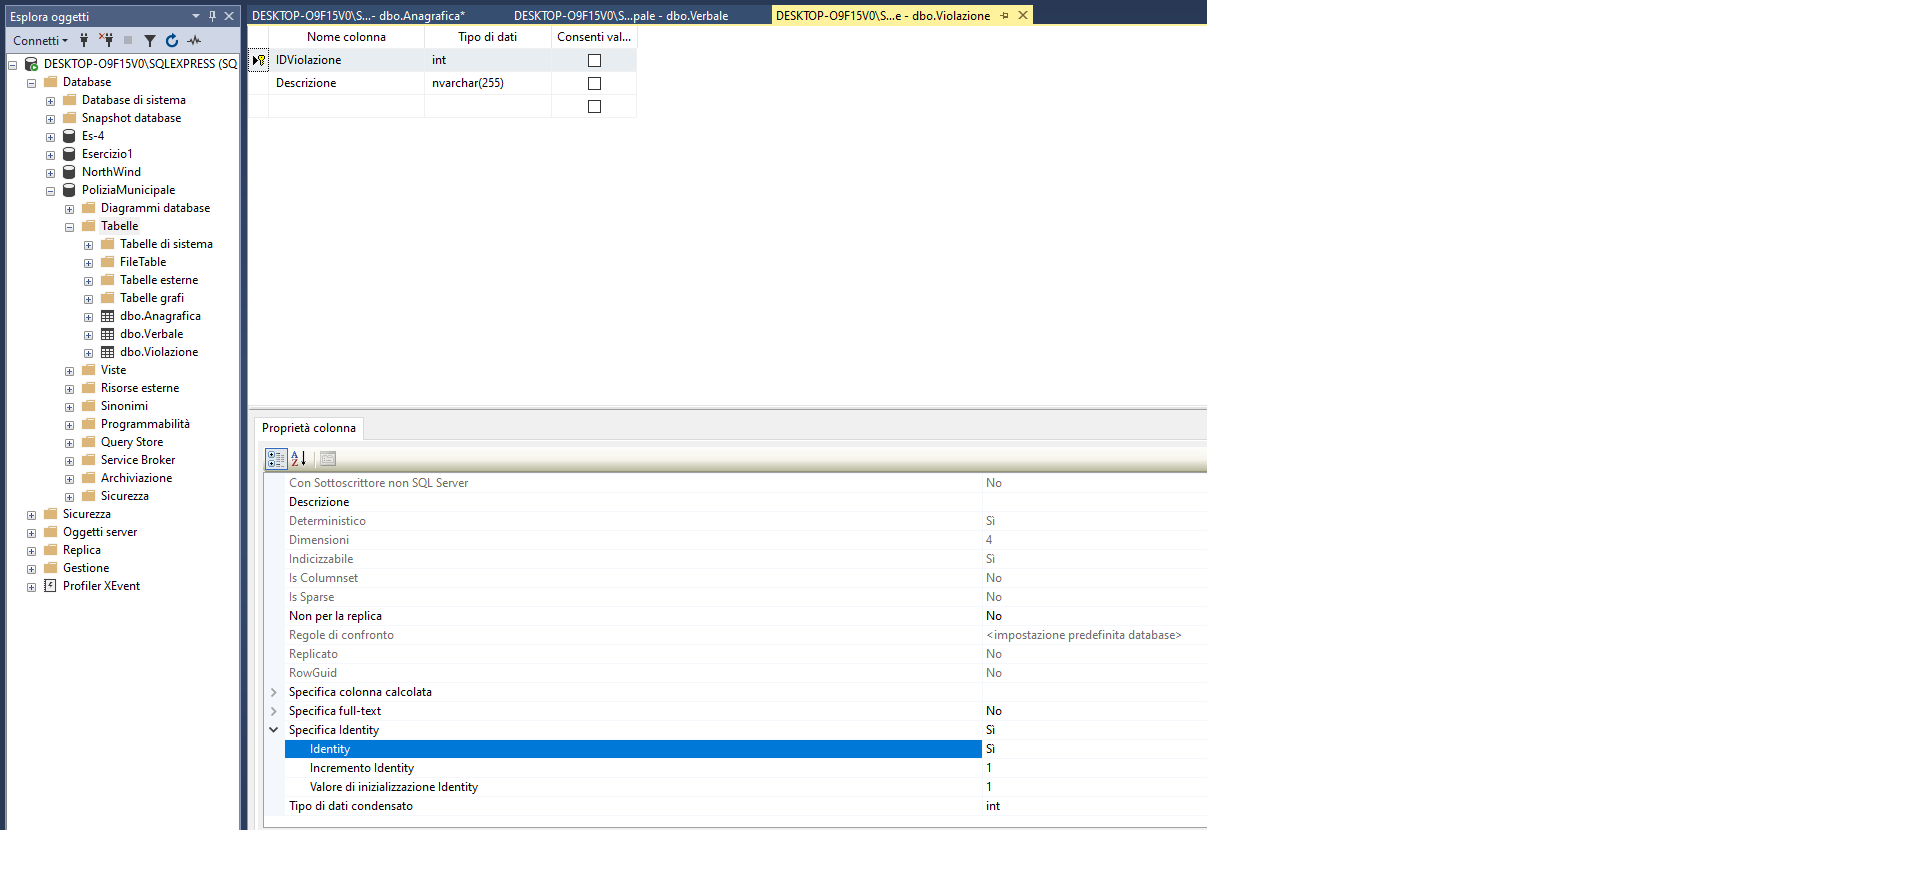 Esplora oggetti
Connetti
DESKTOP-O9F15V0\SQLEXPRESS (SQ
Database
Database di sistema
Snapshot database
Es-4
Esercizio1
NorthWind
PoliziaMunicipale
Diagrammi database
Tabelle
Tabelle di sistema
FileTable
Tabelle esterne
Tabelle grafi
dbo.Anagrafica
dbo.Verbale
dbo.Violazione
Viste
Risorse esterne
Sinonimi
Programmabilità
Query Store
Service Broker
Archiviazione
Sicurezza
Sicurezza
Oggetti server
Replica
Gestione
Profiler XEvent
DESKTOP-O9F15V0\S...- dbo.Anagrafica* DESKTOP-O9F15V0\S...pale - dbo.Verbale DESKTOP-O9F15V0\S...e - dbo.Violazione
Nome colonna Tipo di dati Consenti val...
IDViolazione int
Descrizione nvarchar(255)
Proprietà colonna
Con Sottoscrittore non SQL Server No
Descrizione
Deterministico Sì
Dimensioni 4
Indicizzabile Sì
Is Columnset No
Is Sparse No
Non per la replica No
Regole di confronto <impostazione predefinita database>
Replicato No
RowGuid No
Specifica colonna calcolata
Specifica full-text No
Specifica Identity Sì
Identity Sì
Incremento Identity 1
Valore di inizializzazione Identity 1
Tipo di dati condensato int